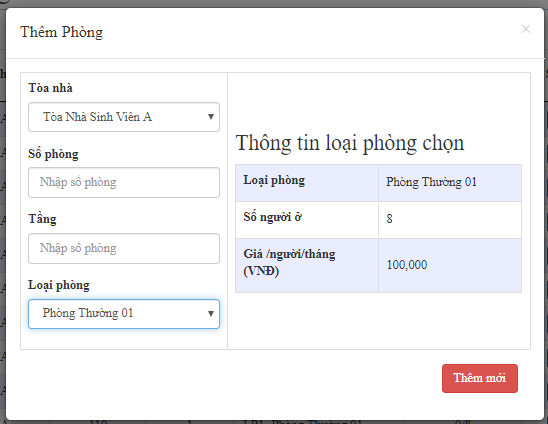 Thêm Phòng
×
Tòa nhà
Tòa Nhà Sinh Viên A
Số phòng
Nhập số phòng
Tầng
Nhập số phòng
Loại phòng
Phòng Thường 01
Thông tin loại phòng chọn
Loại phòng
Phòng Thường 01
Số người ở
8
Giá /người/tháng
(VNĐ)
100,000
Thêm mới